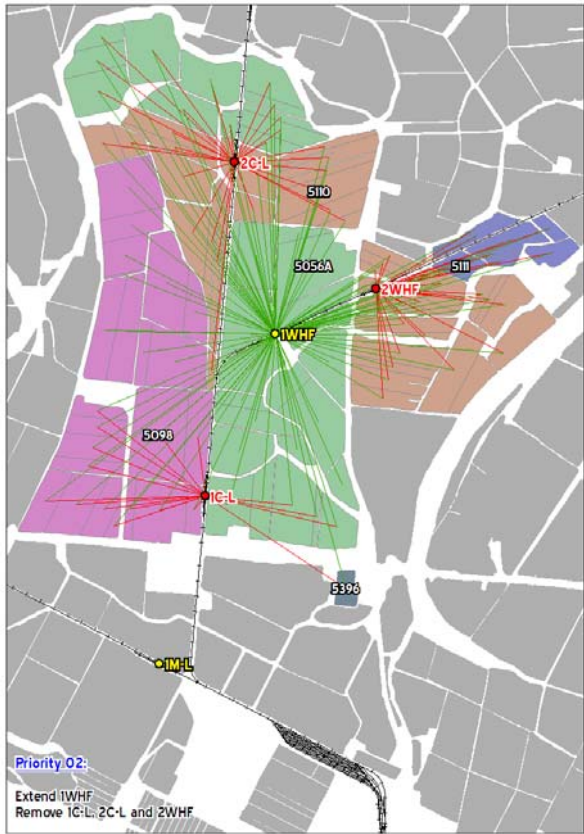 2C-L
5110
5056A
5111
2WHF
1WHF
5098
1C-L
5396
1M-L
Priority 02:
Extend 1WHF
Remove 1C-L, 2C-L and 2WHF